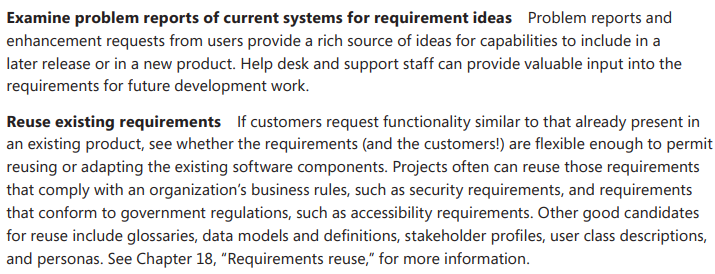 Examine problem reports of current systems for requirement ideas Problem reports and
enhancement requests from users provide a rich source of ideas for capabilities to include in a
later release or in a new product. Help desk and support staff can provide valuable input into the
requirements for future development work.
Reuse existing requirements If customers request functionality similar to that already present in
an existing product, see whether the requirements (and the customers!) are flexible enough to permit
reusing or adapting the existing software components. Projects often can reuse those requirements
that comply with an organization's business rules, such as security requirements, and requirements
that conform to government regulations, such as accessibility requirements. Other good candidates
for reuse include glossaries, data models and definitions, stakeholder profiles, user class descriptions,
and personas. See Chapter 18, "Requirements reuse," for more information.